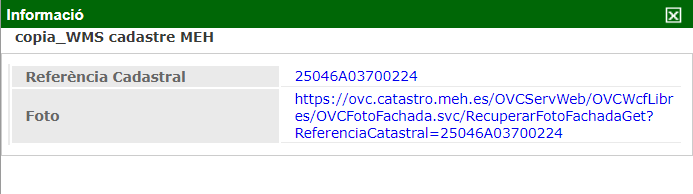 Informació
copia_WMS cadastre MEH
Referència Cadastral 25046A03700224
Foto https://ovc.catastro.meh.es/OVCServWeb/OVCWcfLibr
es/OVCFotoFachada.svc/RecuperarFotoFachadaGet?
ReferenciaCatastral=25046A03700224